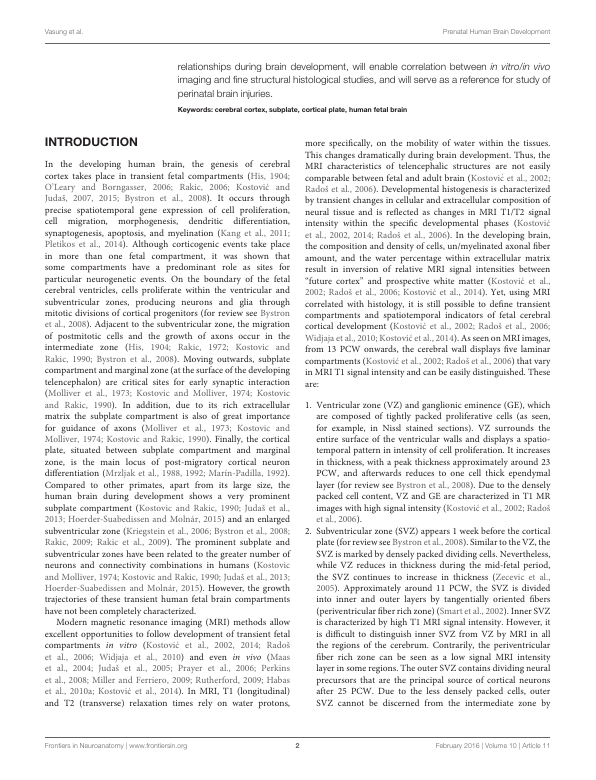 Vasung et al.
Prenatal Human Brain Development
relationships during brain development, will enable correlation between in vitro/in vivo
imaging and fine structural histological studies, and will serve as a reference for study of
perinatal brain injuries.
Keywords: cerebral cortex, subplate, cortical plate, human fetal brain
INTRODUCTION
In the developing human brain, the genesis of cerebral
cortex takes place in transient fetal compartments (His, 1904;
O'Leary and Borngasser, 2006; Rakic, 2006; Kostović and
Judaš, 2007, 2015; Bystron et al., 2008). It occurs through
precise spatiotemporal gene expression of cell proliferation,
cell migration, morphogenesis, dendritic differentiation,
synaptogenesis, apoptosis, and myelination (Kang et al., 2011;
Pletikos et al., 2014). Although corticogenic events take place
in more than one fetal compartment, it was shown that
some compartments have a predominant role as sites for
particular neurogenetic events. On the boundary of the fetal
cerebral ventricles, cells proliferate within the ventricular and
subventricular zones, producing neurons and glia through
mitotic divisions of cortical progenitors (for review see Bystron
et al., 2008). Adjacent to the subventricular zone, the migration
of postmitotic cells and the growth of axons occur in the
intermediate zone (His, 1904; Rakic, 1972; Kostovic and
Rakic, 1990; Bystron et al., 2008). Moving outwards, subplate
compartment and marginal zone (at the surface of the developing
telencephalon) are critical sites for early synaptic interaction
(Molliver et al., 1973; Kostovic and Molliver, 1974; Kostovic
and Rakic, 1990). In addition, due to its rich extracellular
matrix the subplate compartment is also of great importance
for guidance of axons (Molliver et al., 1973; Kostovic and
Molliver, 1974; Kostovic and Rakic, 1990). Finally, the cortical
plate, situated between subplate compartment and marginal
zone, is the main locus of post-migratory cortical neuron
differentiation (Mrzljak et al., 1988, 1992; Marín-Padilla, 1992).
Compared to other primates, apart from its large size, the
human brain during development shows a very prominent
subplate compartment (Kostovic and Rakic, 1990; Judaš et al.,
2013; Hoerder-Suabedissen and Molnár, 2015) and an enlarged
subventricular zone (Kriegstein et al., 2006; Bystron et al., 2008;
Rakic, 2009; Rakic et al., 2009). The prominent subplate and
subventricular zones have been related to the greater number of
neurons and connectivity combinations in humans (Kostovic
and Molliver, 1974; Kostovic and Rakic, 1990; Judaš et al., 2013;
Hoerder-Suabedissen and Molnár, 2015). However, the growth
trajectories of these transient human fetal brain compartments
have not been completely characterized.
Modern magnetic resonance imaging (MRI) methods allow
excellent opportunities to follow development of transient fetal
compartments in vitro (Kostović et al., 2002, 2014; Radoš
et al., 2006; Widjaja et al., 2010) and even in vivo (Maas
et al., 2004; Judaš et al., 2005; Prayer et al., 2006; Perkins
et al., 2008; Miller and Ferriero, 2009; Rutherford, 2009; Habas
et al., 2010a; Kostović et al., 2014). In MRI, T1 (longitudinal)
and T2 (transverse) relaxation times rely on water protons,
more specifically, on the mobility of water within the tissues.
This changes dramatically during brain development. Thus, the
MRI characteristics of telencephalic structures are not easily
comparable between fetal and adult brain (Kostović et al., 2002;
Radoš et al., 2006). Developmental histogenesis is characterized
by transient changes in cellular and extracellular composition of
neural tissue and is reflected as changes in MRI T1/T2 signal
intensity within the specific developmental phases (Kostović
et al., 2002, 2014; Radoš et al., 2006). In the developing brain,
the composition and density of cells, un/myelinated axonal fiber
amount, and the water percentage within extracellular matrix
result in inversion of relative MRI signal intensities between
“future cortex” and prospective white matter (Kostović et al.,
2002; Radoš et al., 2006; Kostović et al., 2014). Yet, using MRI
correlated with histology, it is still possible to define transient
compartments and spatiotemporal indicators of fetal cerebral
cortical development (Kostović et al., 2002; Radoš et al., 2006;
Widjaja et al., 2010; Kostović et al., 2014). As seen on MRI images,
from 13 PCW onwards, the cerebral wall displays five laminar
compartments (Kostović et al., 2002; Radoš et al., 2006) that vary
in MRI T1 signal intensity and can be easily distinguished. These
are:
1. Ventricular zone (VZ) and ganglionic eminence (GE), which
are composed of tightly packed proliferative cells (as seen,
for example, in Nissl stained sections). VZ surrounds the
entire surface of the ventricular walls and displays a spatio-
temporal pattern in intensity of cell proliferation. It increases
in thickness, with a peak thickness approximately around 23
PCW, and afterwards reduces to one cell thick ependymal
layer (for review see Bystron et al., 2008). Due to the densely
packed cell content, VZ and GE are characterized in T1 MR
images with high signal intensity (Kostović et al., 2002; Radoš
et al., 2006).
2. Subventricular zone (SVZ) appears 1 week before the cortical
plate (for review see Bystron et al., 2008). Similar to the VZ, the
SVZ is marked by densely packed dividing cells. Nevertheless,
while VZ reduces in thickness during the mid-fetal period,
the SVZ continues to increase in thickness (Zecevic et al.,
2005). Approximately around 11 PCW, the SVZ is divided
into inner and outer layers by tangentially oriented fibers
(periventricular fiber rich zone) (Smart et al., 2002). Inner SVZ
is characterized by high T1 MRI signal intensity. However, it
is difficult to distinguish inner SVZ from VZ by MRI in all
the regions of the cerebrum. Contrarily, the periventricular
fiber rich zone can be seen as a low signal MRI intensity
layer in some regions. The outer SVZ contains dividing neural
precursors that are the principal source of cortical neurons
after 25 PCW. Due to the less densely packed cells, outer
SVZ cannot be discerned from the intermediate zone by
Frontiers in Neuroanatomy | www.frontiersin.org
2
February 2016 | Volume 10 | Article 11